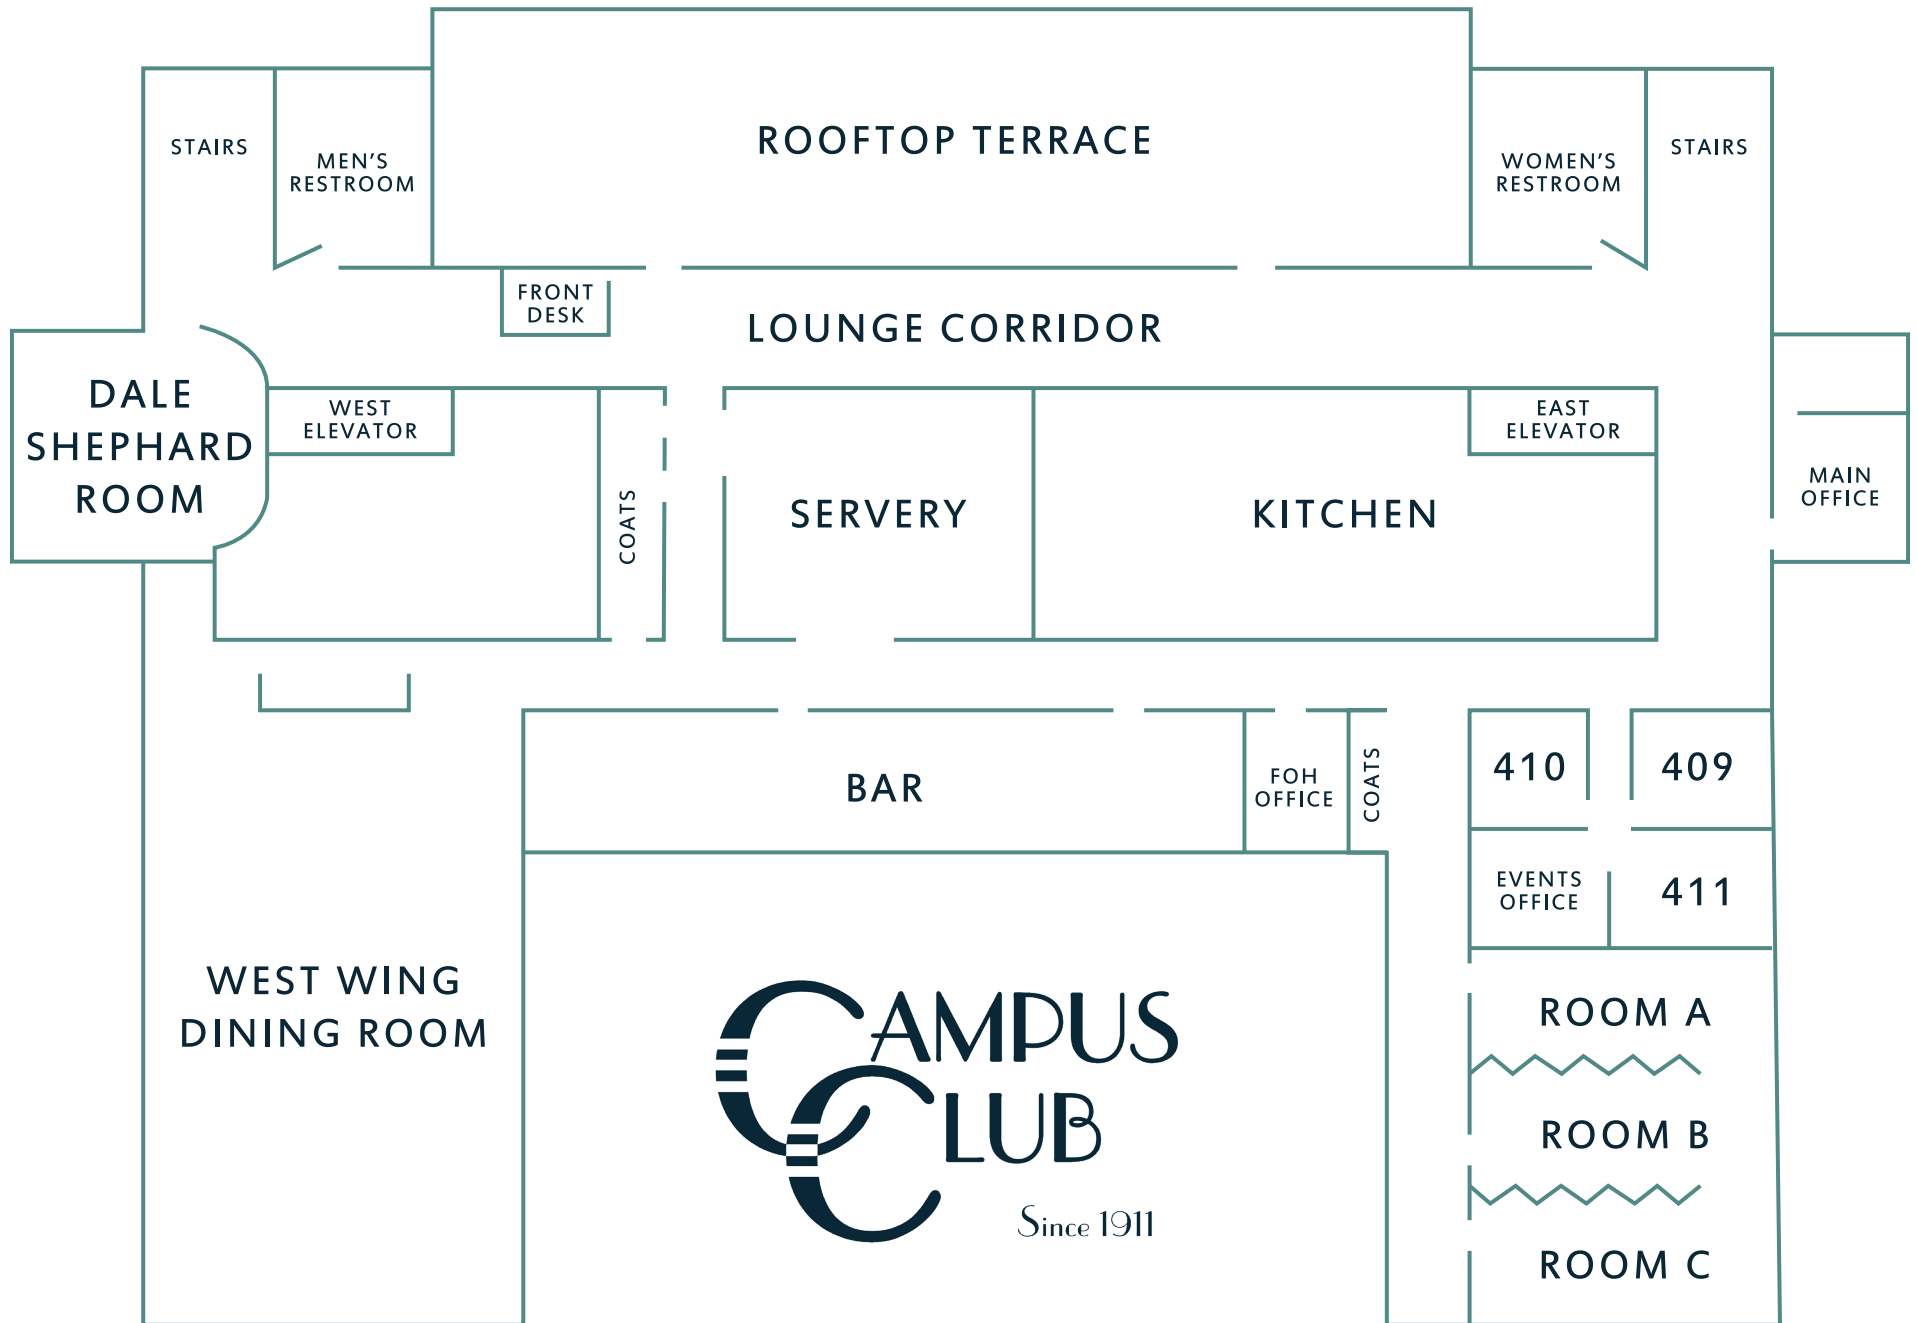 ROOFTOP TERRACE
STAIRS
MEN'S
RESTROOM
WOMEN'S
RESTROOM
STAIRS
FRONT
DESK
LOUNGE CORRIDOR
DALE
SHEPHARD
ROOM
WEST
ELEVATOR
EAST
ELEVATOR
COATS
SERVERY
KITCHEN
MAIN
OFFICE
BAR
FOH
OFFICE
COATS
410
409
EVENTS
OFFICE
411
WEST WING
DINING ROOM
CAMPUS
CLUB
Since 1911
ROOM A
ROOM B
ROOM C